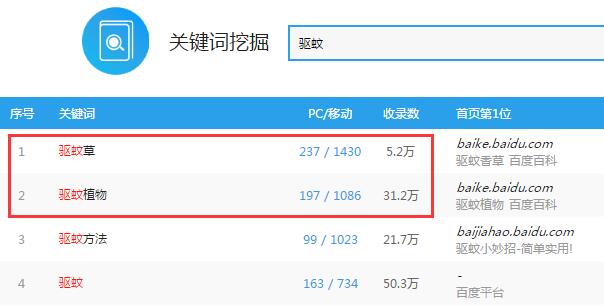 关键词挖掘 驱蚊
序号 关键词 PC/移动 收录数 首页第1位
1 驱蚊草 237 / 1430 5.2万 baike.baidu.com
驱蚊香草 百度百科
2 驱蚊植物 197 / 1086 31.2万 baike.baidu.com
驱蚊植物 百度百科
3 驱蚊方法 99 / 1023 21.7万 baijiahao.baidu.com
驱蚊小妙招-简单实用!
4 驱蚊 163 / 734 50.3万 -
百度平台